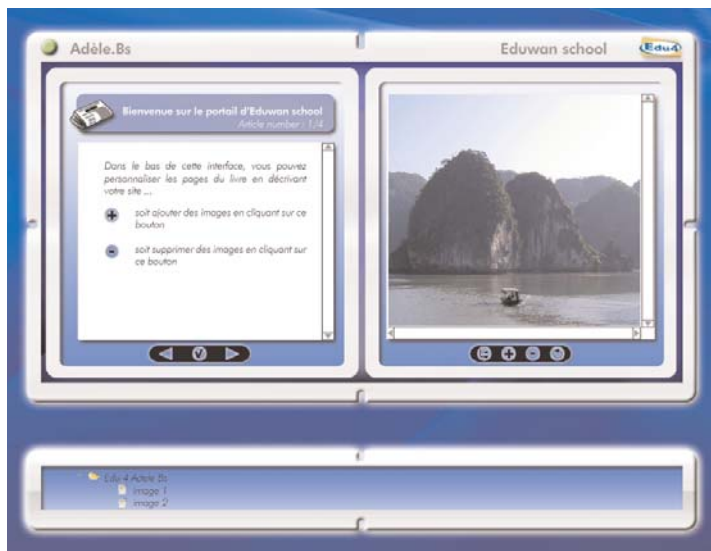 Adèle.Bs
Eduwan school
Edu4
Bienvenue sur le portail d'Eduwan school
Article number : 1/4
Dans le bas de cette interface, vous pouvez
personnaliser les pages du livre en décrivant
votre site ...
soit ajouter des images en cliquant sur ce
bouton
soit supprimer des images en cliquant sur
ce bouton
Edu 4 Adele Bs
image 1
image 2